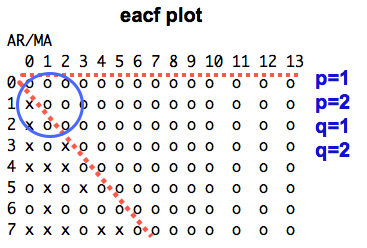 eacf plot
AR/MA
0 1 2 3 4 5 6 7 8 9 10 11 12 13
0 o o o o o o o o o o o o o o
1 x o o o o o o o o o o o o o
2 x o o o o o o o o o o o o o
3 x o x o o o o o o o o o o o
4 x x x o o o o o o o o o o o
5 o x o x o o o o o o o o o o
6 o x o o o o o o o o o o o o
7 x x x o x x o o o o o o o o
p=1
p=2
q=1
q=2